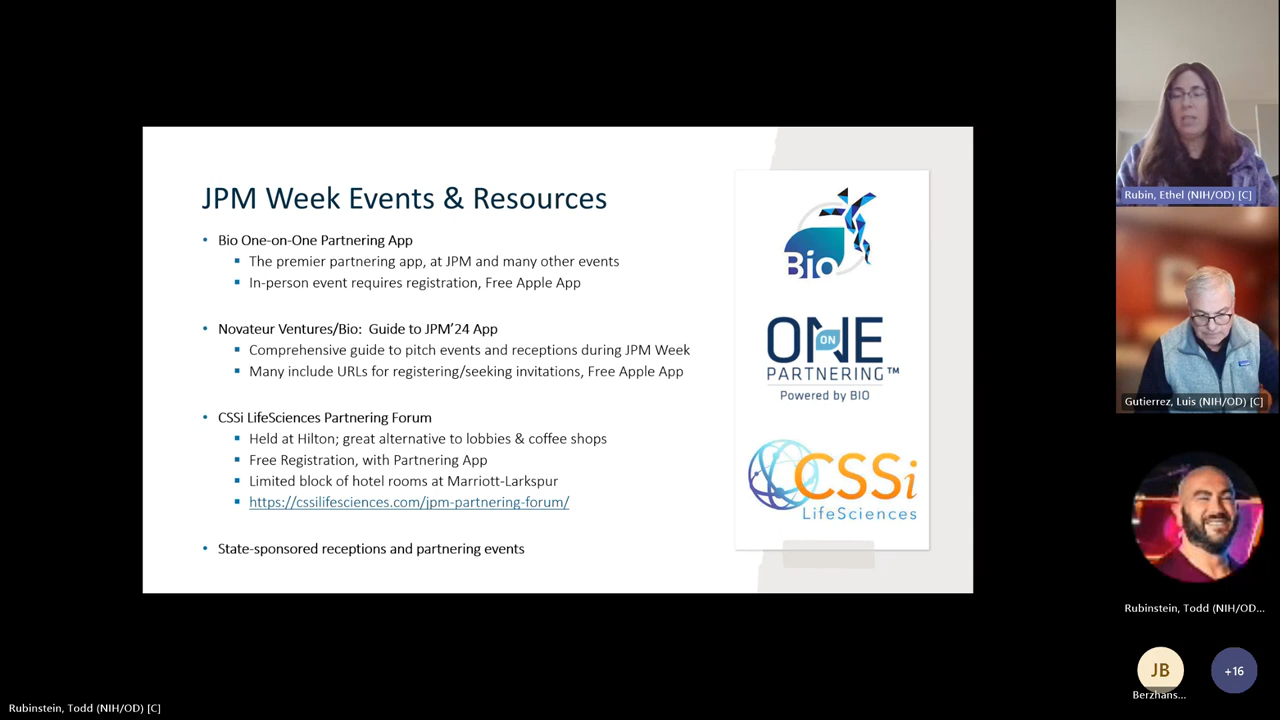 JPM Week Events & Resources
• Bio One-on-One Partnering App
▪ The premier partnering app, at JPM and many other events
▪ In-person event requires registration, Free Apple App
• Novateur Ventures/Bio: Guide to JPM'24 App
▪ Comprehensive guide to pitch events and receptions during JPM Week
▪ Many include URLs for registering/seeking invitations, Free Apple App
• CSSi LifeSciences Partnering Forum
▪ Held at Hilton; great alternative to lobbies & coffee shops
▪ Free Registration, with Partnering App
▪ Limited block of hotel rooms at Marriott-Larkspur
▪ https://cssilifesciences.com/jpm-partnering-forum/
• State-sponsored receptions and partnering events
Bio
ONE
ON
PARTNERING™
Powered by BIO
CSSi
LifeSciences
Rubin, Ethel (NIH/OD) [C]
Gutierrez, Luis (NIH/OD) [C]
Rubinstein, Todd (NIH/OD...
JB
Berzhans...
+16
Rubinstein, Todd (NIH/OD) [C]